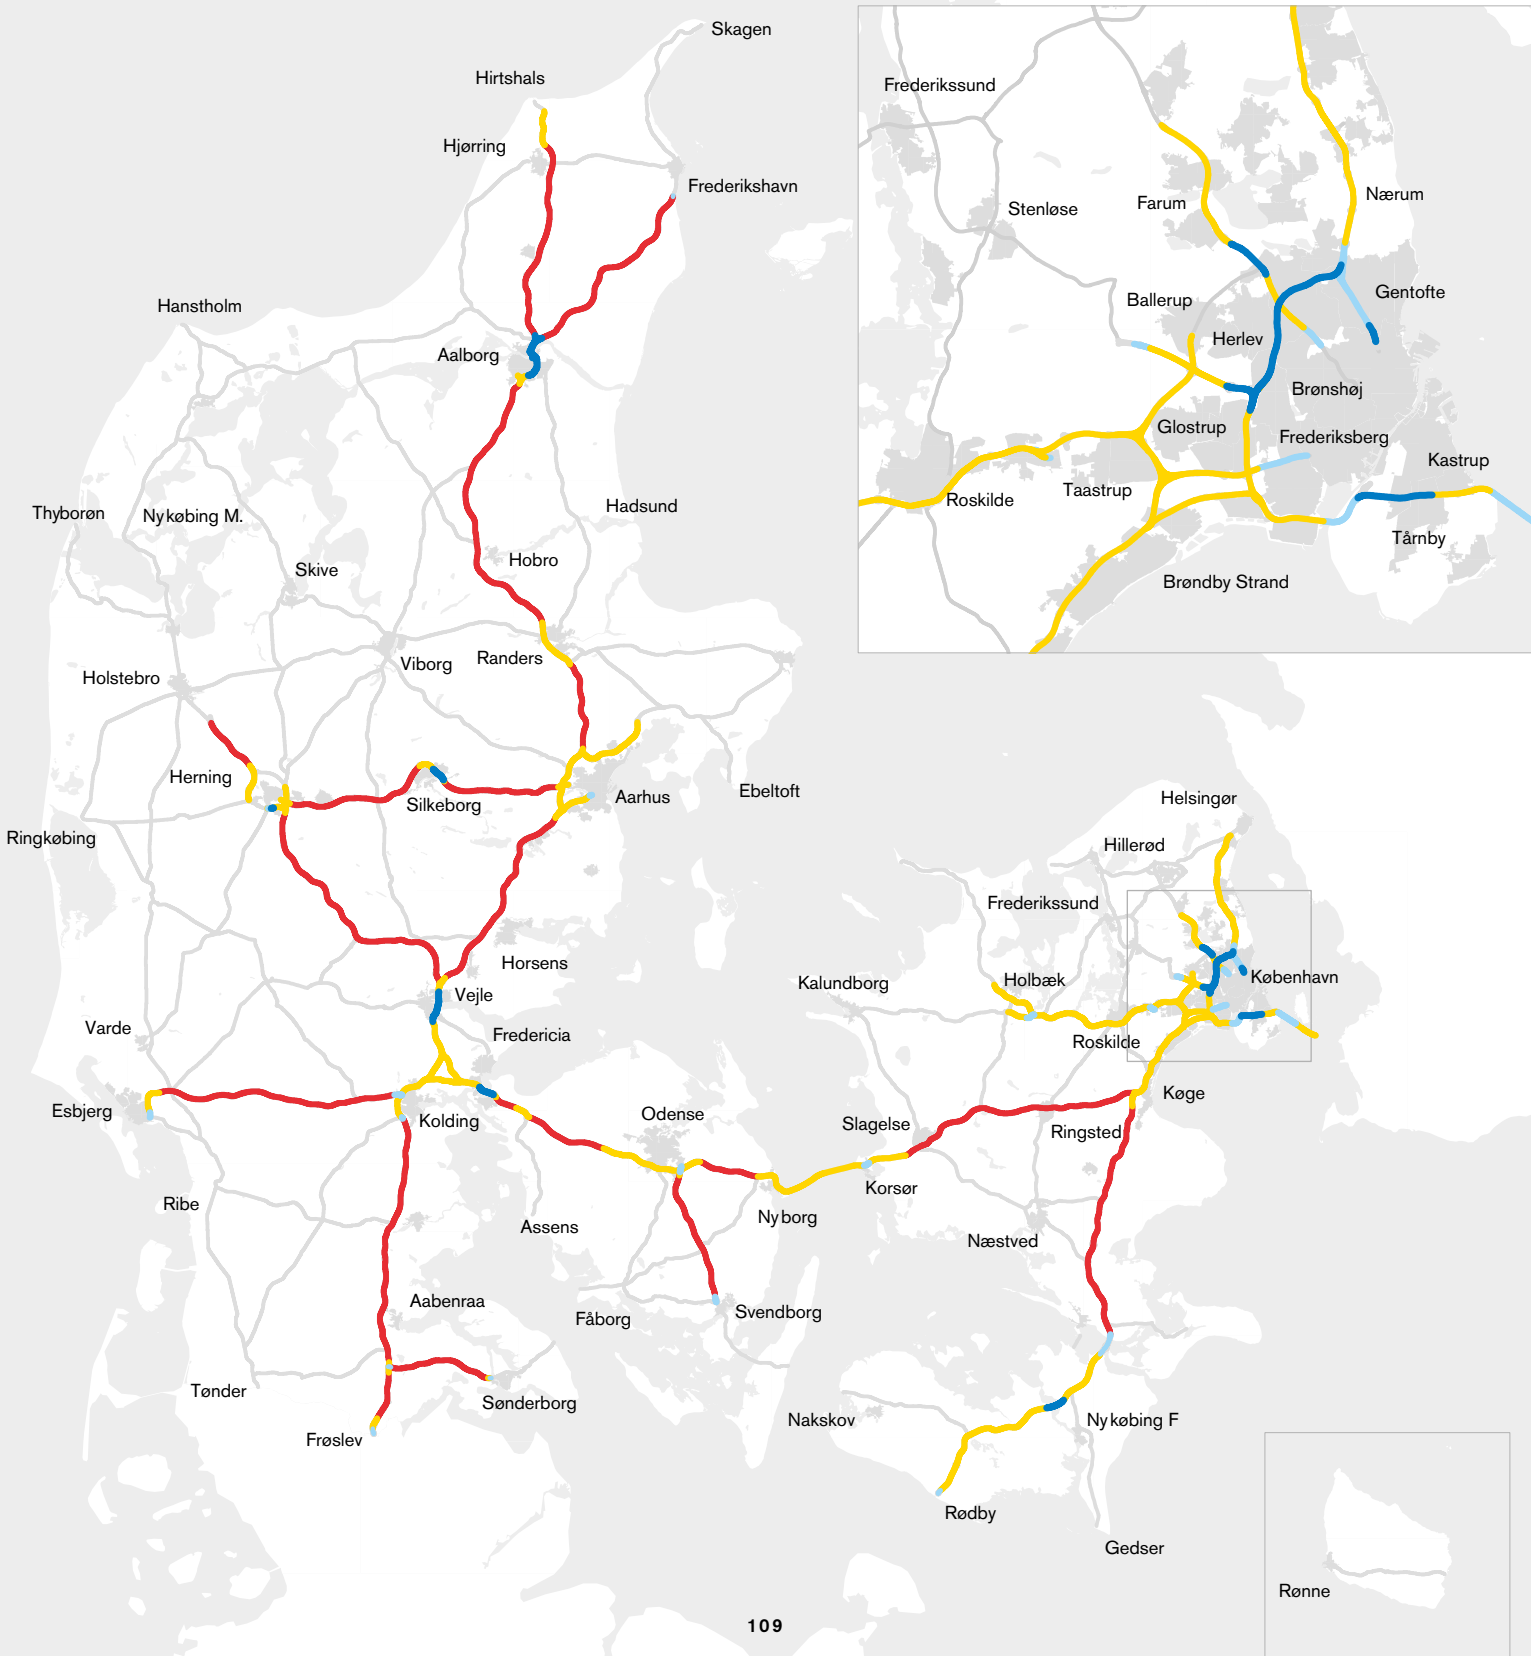 Skagen
Hirtshals
Hjørring
Frederikshavn
Hanstholm
Aalborg
Thyborøn
Nykøbing M.
Hadsund
Skive
Hobro
Holstebro
Viborg
Randers
Herning
Silkeborg
Aarhus
Ebeltoft
Ringkøbing
Horsens
Vejle
Varde
Fredericia
Esbjerg
Kolding
Odense
Ribe
Assens
Nyborg
Aabenraa
Fåborg
Svendborg
Tønder
Sønderborg
Frøslev
Frederikssund
Stenløse
Farum
Nærum
Ballerup
Gentofte
Herlev
Brønshøj
Glostrup
Frederiksberg
Kastrup
Roskilde
Taastrup
Tårnby
Brøndby Strand
Helsingør
Hillerød
Frederikssund
Kalundborg
Holbæk
København
Roskilde
Køge
Slagelse
Ringsted
Korsør
Næstved
Nakskov
Nykøbing F
Rødby
Gedser
Rønne
109